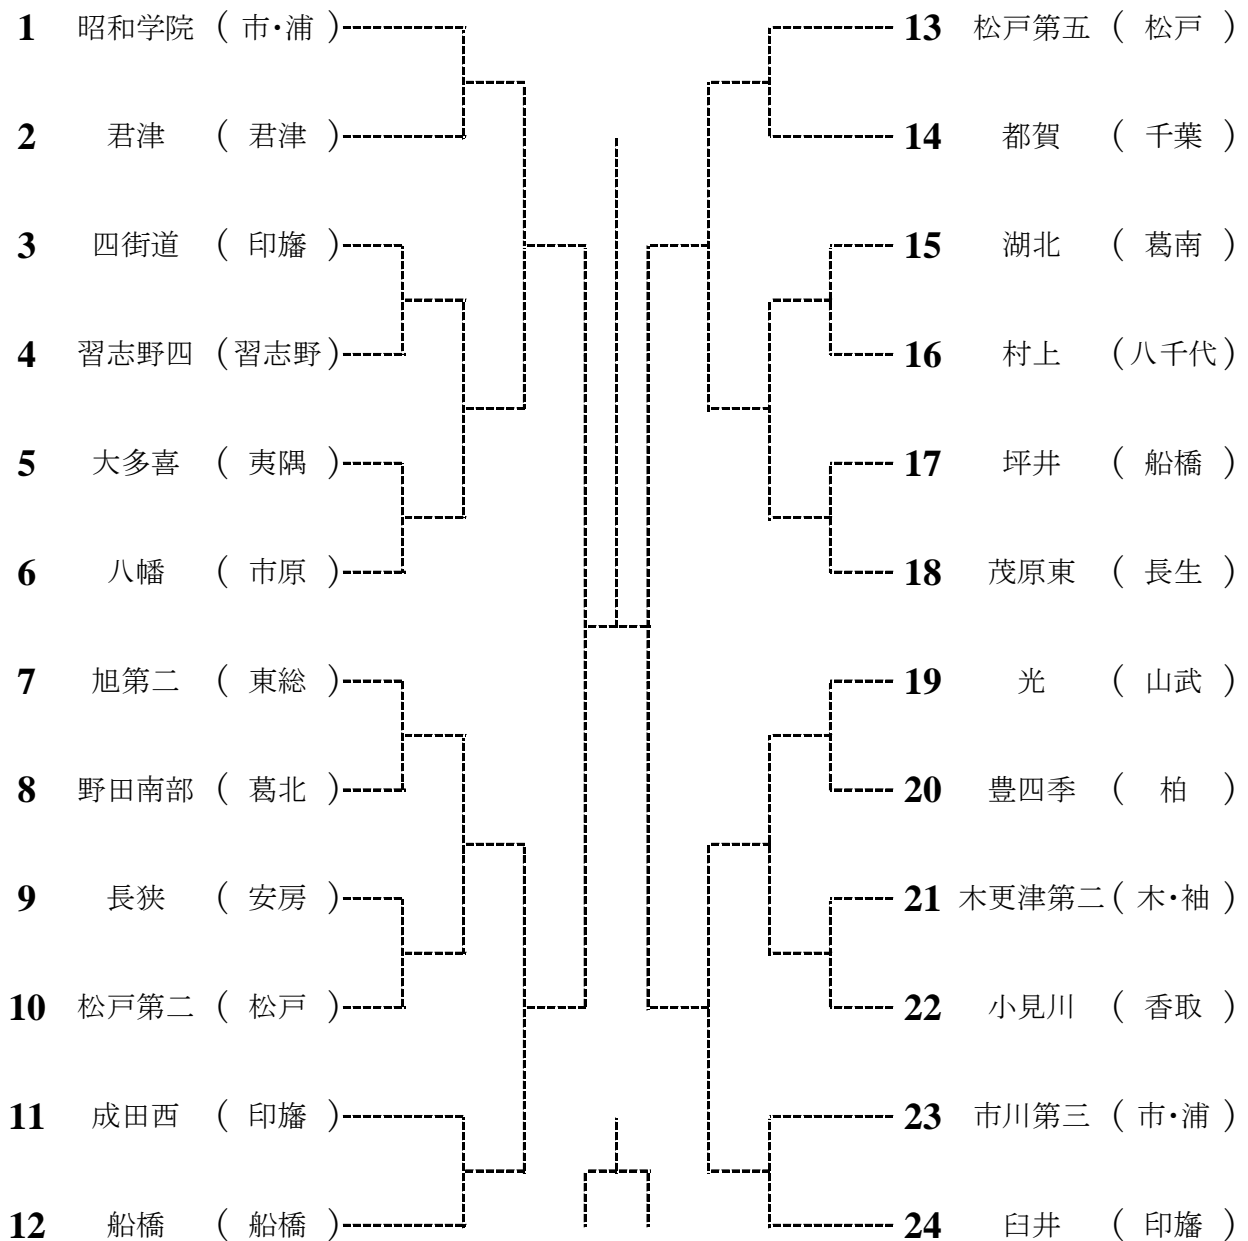 1 昭和学院 ( 市・浦 )
2 君津 ( 君津 )
3 四街道 ( 印旛 )
4 習志野四 ( 習志野 )
5 大多喜 ( 夷隅 )
6 八幡 ( 市原 )
7 旭第二 ( 東総 )
8 野田南部 ( 葛北 )
9 長狭 ( 安房 )
10 松戸第二 ( 松戸 )
11 成田西 ( 印旛 )
12 船橋 ( 船橋 )
13 松戸第五 ( 松戸 )
14 都賀 ( 千葉 )
15 湖北 ( 葛南 )
16 村上 ( 八千代 )
17 坪井 ( 船橋 )
18 茂原東 ( 長生 )
19 光 ( 山武 )
20 豊四季 ( 柏 )
21 木更津第二 ( 木・袖 )
22 小見川 ( 香取 )
23 市川第三 ( 市・浦 )
24 臼井 ( 印旛 )